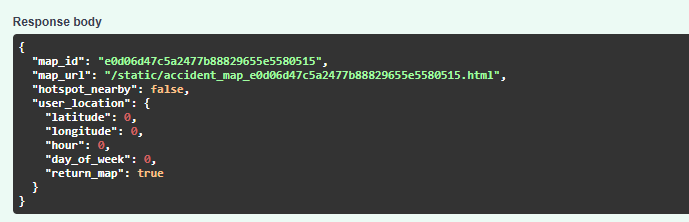 Response body
{
  "map_id": "e0d06d47c5a2477b88829655e5580515",
  "map_url": "/static/accident_map_e0d06d47c5a2477b88829655e5580515.html",
  "hotspot_nearby": false,
  "user_location": {
    "latitude": 0,
    "longitude": 0,
    "hour": 0,
    "day_of_week": 0,
    "return_map": true
  }
}